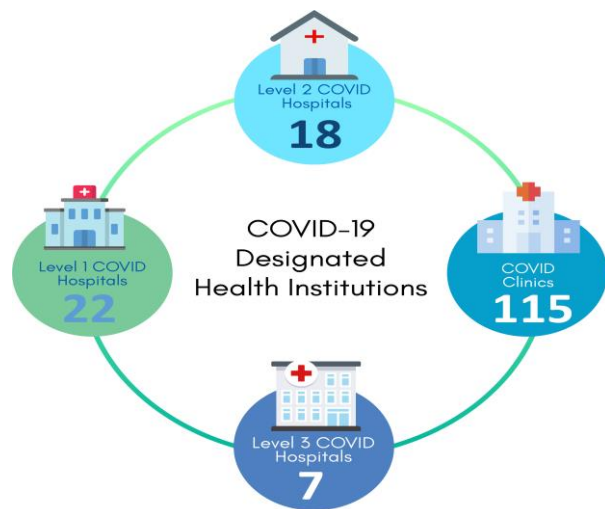 Level 2 COVID
Hospitals
18
Level 1 COVID
Hospitals
22
COVID-19
Designated
Health Institutions
COVID
Clinics
115
Level 3 COVID
Hospitals
7